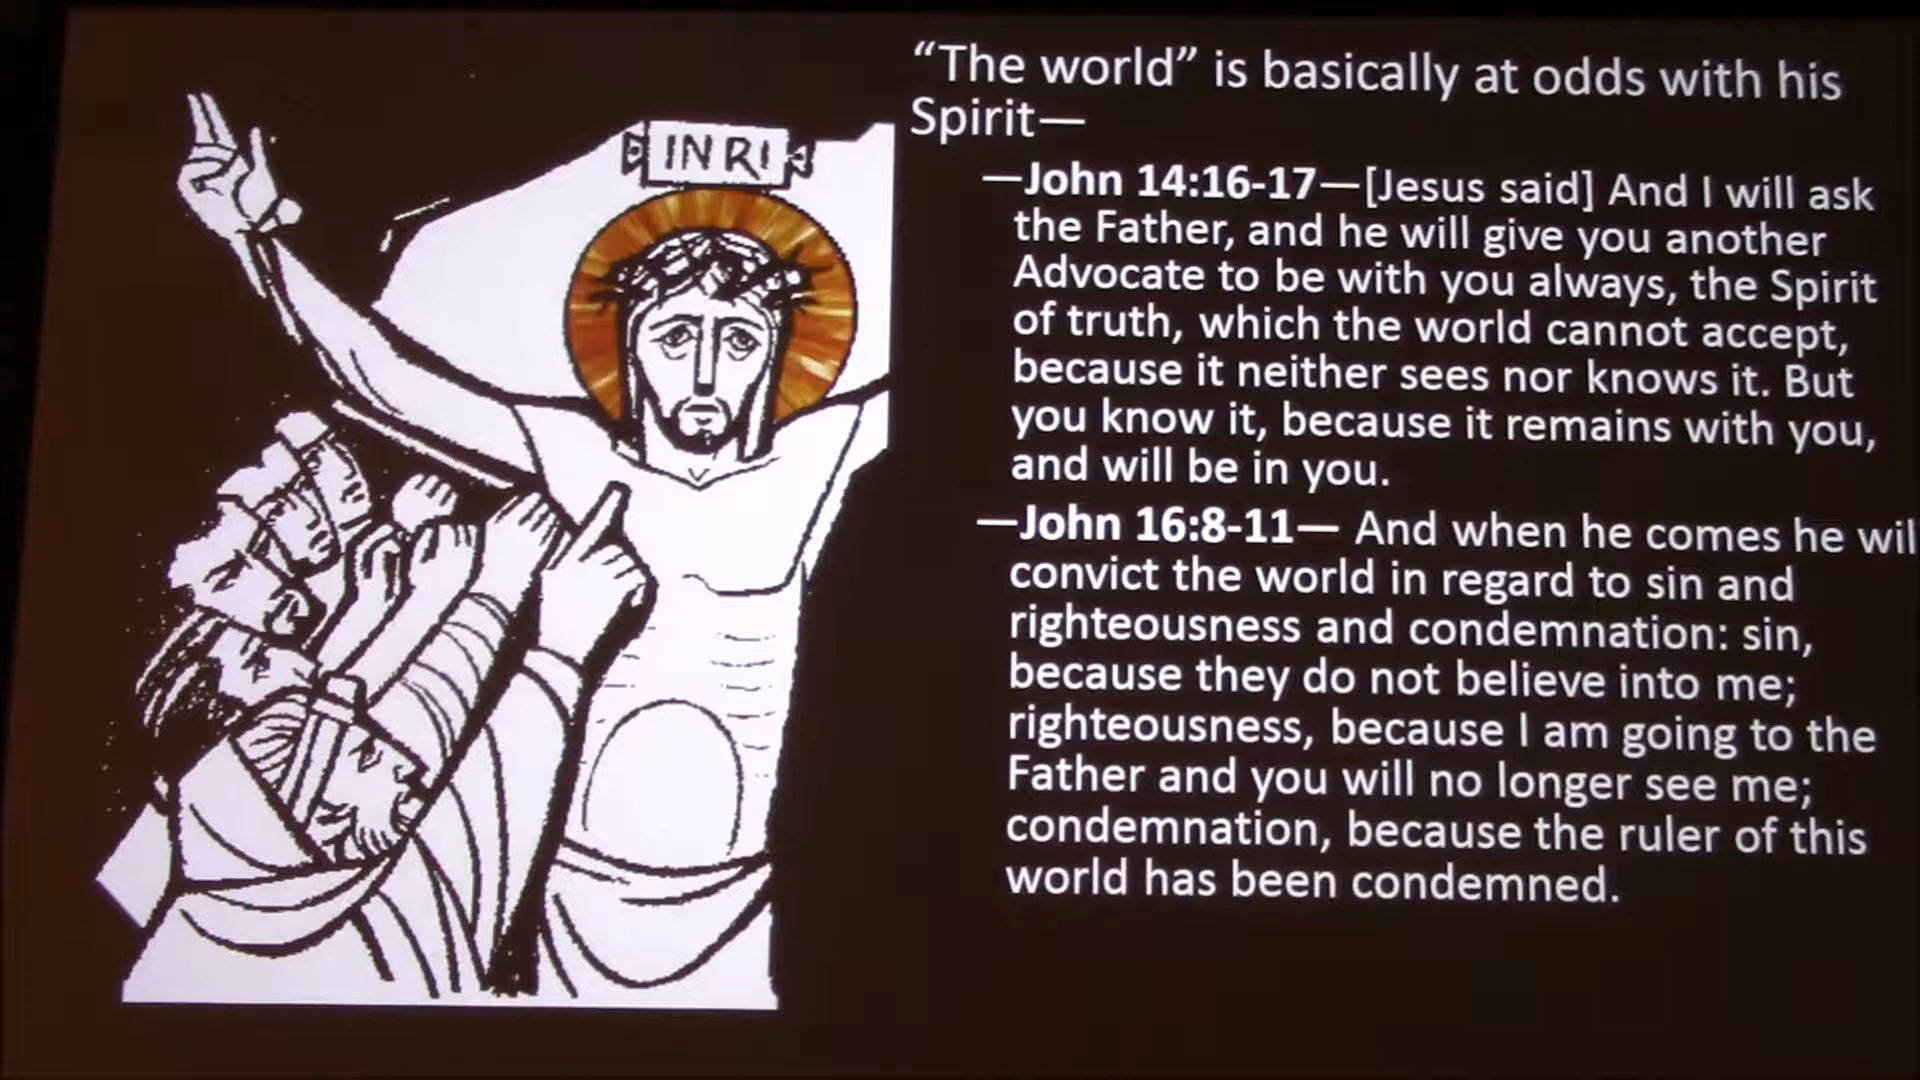 INRI
“The world” is basically at odds with his
Spirit—
—John 14:16-17—[Jesus said] And I will ask
the Father, and he will give you another
Advocate to be with you always, the Spirit
of truth, which the world cannot accept,
because it neither sees nor knows it. But
you know it, because it remains with you,
and will be in you.
—John 16:8-11— And when he comes he wil
convict the world in regard to sin and
righteousness and condemnation: sin,
because they do not believe into me;
righteousness, because I am going to the
Father and you will no longer see me;
condemnation, because the ruler of this
world has been condemned.